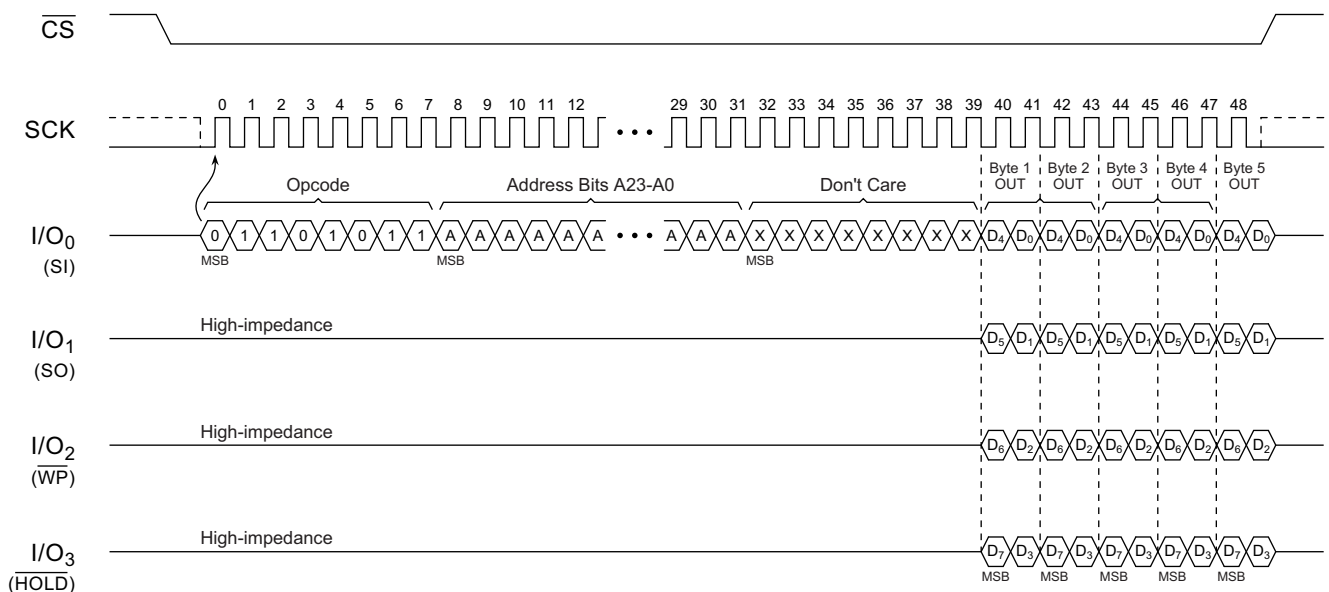 CS
SCK
0 1 2 3 4 5 6 7 8 9 10 11 12 • • • 29 30 31 32 33 34 35 36 37 38 39 40 41 42 43 44 45 46 47 48
Opcode
Address Bits A23-A0
Don't Care
Byte 1 OUT
Byte 2 OUT
Byte 3 OUT
Byte 4 OUT
Byte 5 OUT
I/O0 (SI)
0 1 1 0 1 0 1 1 A A A A A A • • • A A A X X X X X X X X D4 D0 D4 D0 D4 D0 D4 D0 D4 D0
MSB MSB MSB
I/O1 (SO)
High-impedance
D5 D1 D5 D1 D5 D1 D5 D1 D5 D1
I/O2 (WP)
High-impedance
D6 D2 D6 D2 D6 D2 D6 D2 D6 D2
I/O3 (HOLD)
High-impedance
D7 D3 D7 D3 D7 D3 D7 D3 D7 D3
MSB MSB MSB MSB MSB